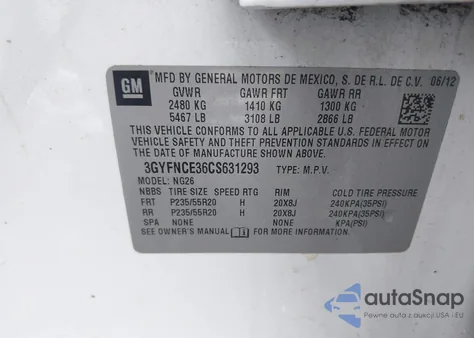 GM
MFD BY GENERAL MOTORS DE MEXICO, S. DE R.L. DE C.V. 06/12
GVWR GAWR FRT GAWR RR
2480 KG 1410 KG 1300 KG
5467 LB 3108 LB 2866 LB
THIS VEHICLE CONFORMS TO ALL APPLICABLE U.S. FEDERAL MOTOR
VEHICLE SAFETY AND THEFT PREVENTION STANDARDS IN EFFECT
ON THE DATE OF MANUFACTURE SHOWN ABOVE.
3GYFNCE36CS631293 TYPE: M.P.V.
MODEL: NG26
NBBS TIRE SIZE SPEED RTG RIM COLD TIRE PRESSURE
FRT P235/55R20 H 20X8J 240KPA(35PSI)
RR P235/55R20 H 20X8J 240KPA(35PSI)
SPA NONE NONE KPA(PSI)
SEE OWNER'S MANUAL FOR MORE INFORMATION.
autoSnap
Pewne auto z USA - EU